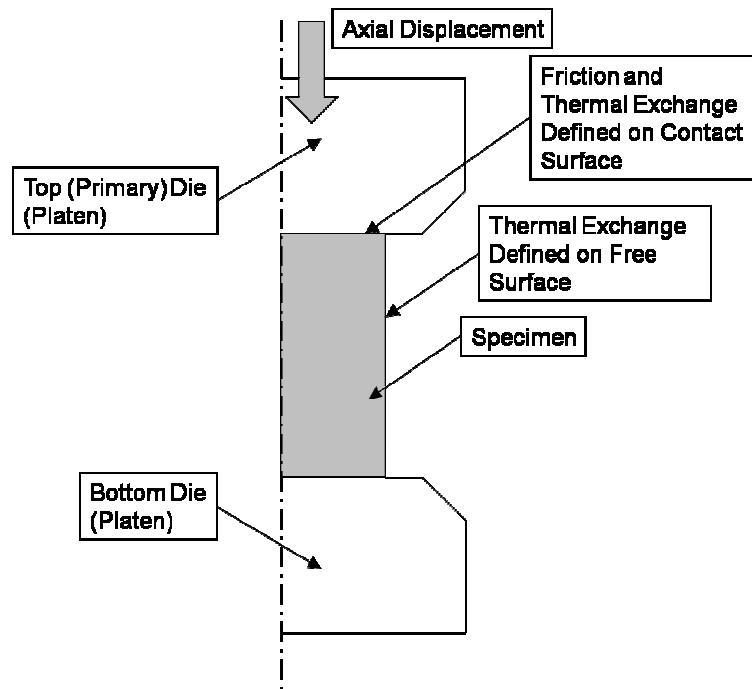 Axial Displacement
Friction and
Thermal Exchange
Defined on Contact
Surface
Top (Primary) Die
(Platen)
Thermal Exchange
Defined on Free
Surface
Specimen
Bottom Die
(Platen)